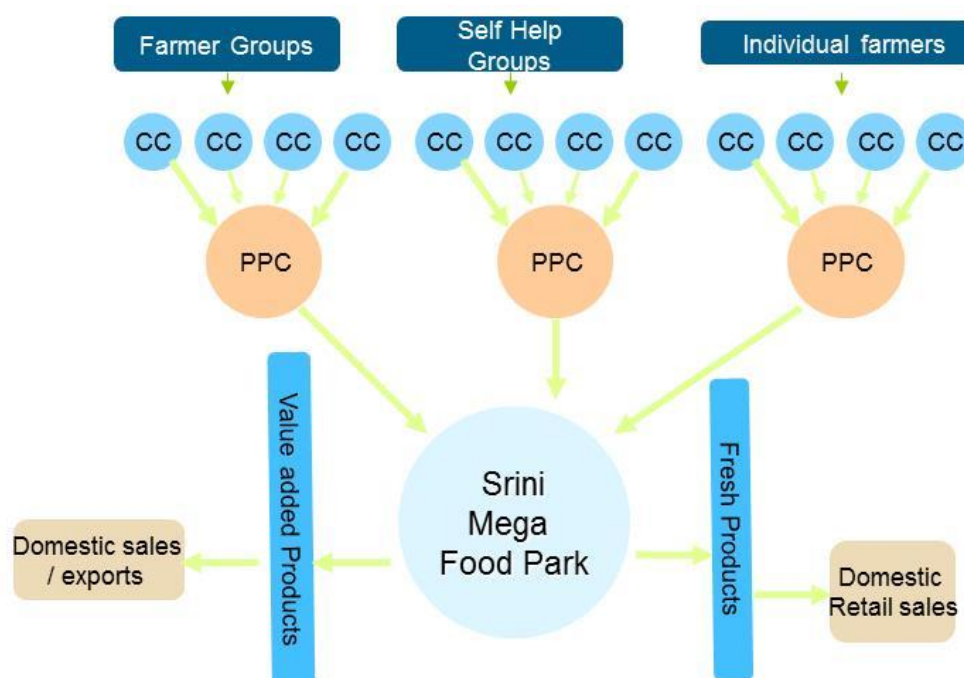 Farmer Groups
Self Help
Groups
Individual farmers
CC CC CC CC
CC CC CC CC
CC CC CC CC
PPC
PPC
PPC
Value added Products
Srini
Mega
Food Park
Fresh Products
Domestic sales
/ exports
Domestic
Retail sales